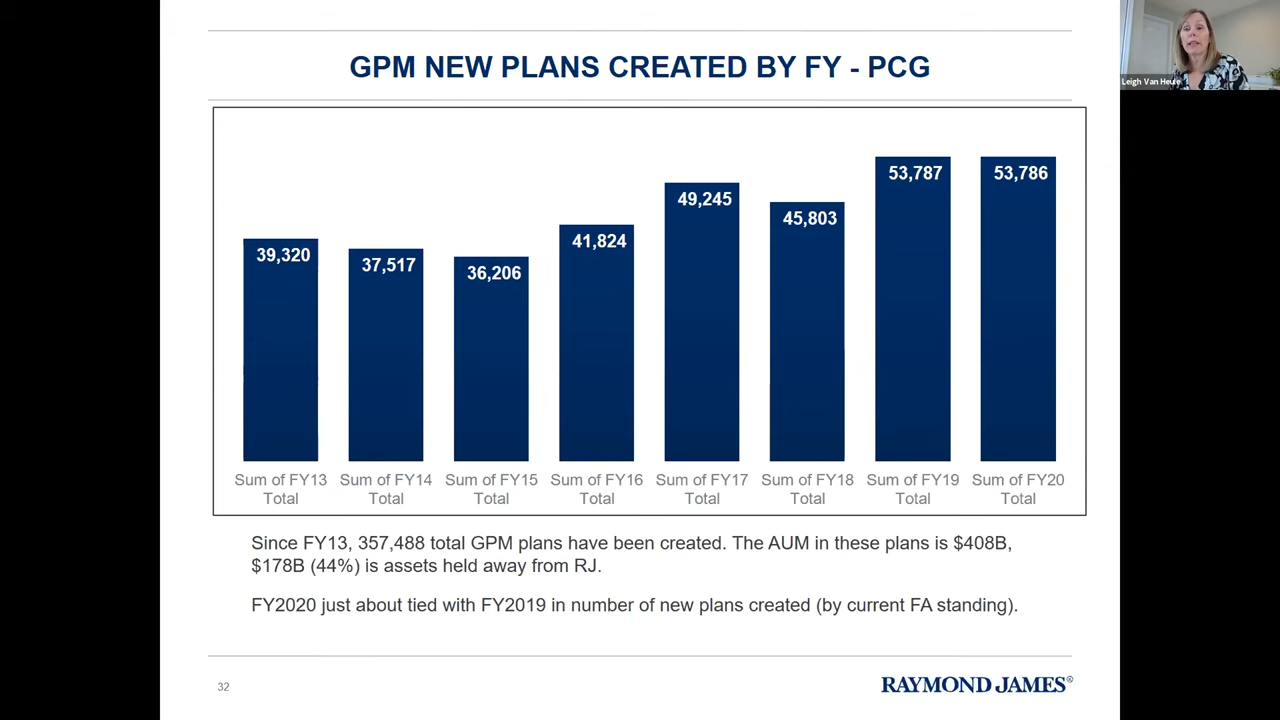 GPM NEW PLANS CREATED BY FY - PCG
Leigh Van Heule
39,320
37,517
36,206
41,824
49,245
45,803
53,787
53,786
Sum of FY13 Total
Sum of FY14 Total
Sum of FY15 Total
Sum of FY16 Total
Sum of FY17 Total
Sum of FY18 Total
Sum of FY19 Total
Sum of FY20 Total
Since FY13, 357,488 total GPM plans have been created. The AUM in these plans is $408B,
$178B (44%) is assets held away from RJ.
FY2020 just about tied with FY2019 in number of new plans created (by current FA standing).
32
RAYMOND JAMES®